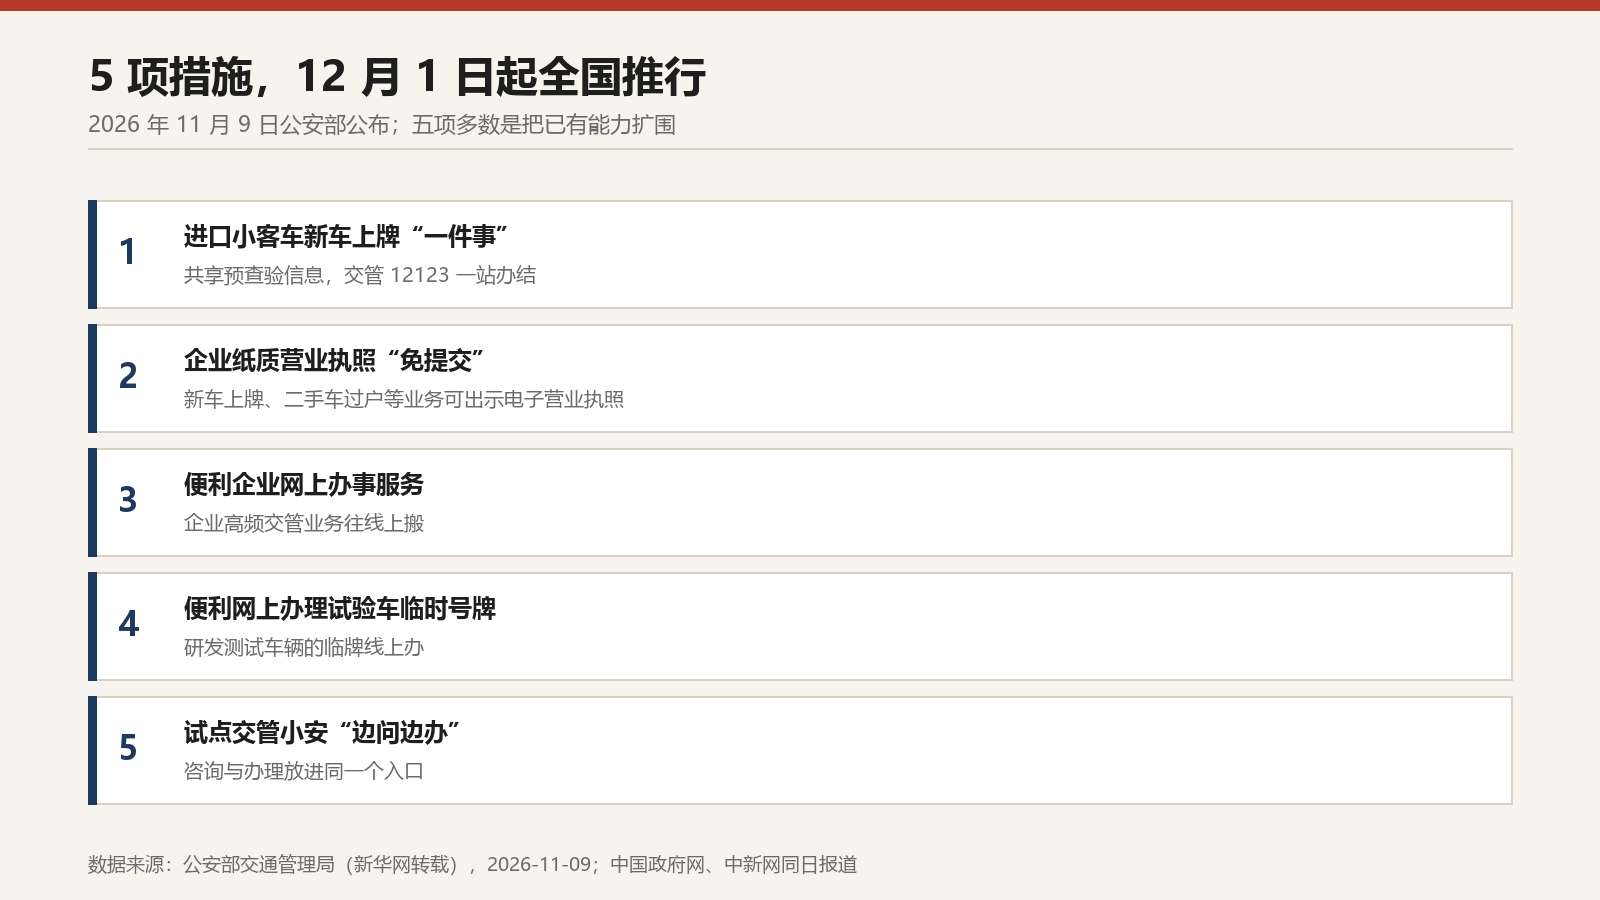 5 项措施，12 月 1 日起全国推行
2026 年 11 月 9 日公安部公布；五项多数是把已有能力扩围
1
进口小客车新车上牌“一件事”
共享预查验信息，交管 12123 一站办结
2
企业纸质营业执照“免提交”
新车上牌、二手车过户等业务可出示电子营业执照
3
便利企业网上办事服务
企业高频交管业务往线上搬
4
便利网上办理试验车临时号牌
研发测试车辆的临牌线上办
5
试点交管小安“边问边办”
咨询与办理放进同一个入口
数据来源：公安部交通管理局（新华网转载），2026-11-09；中国政府网、中新网同日报道